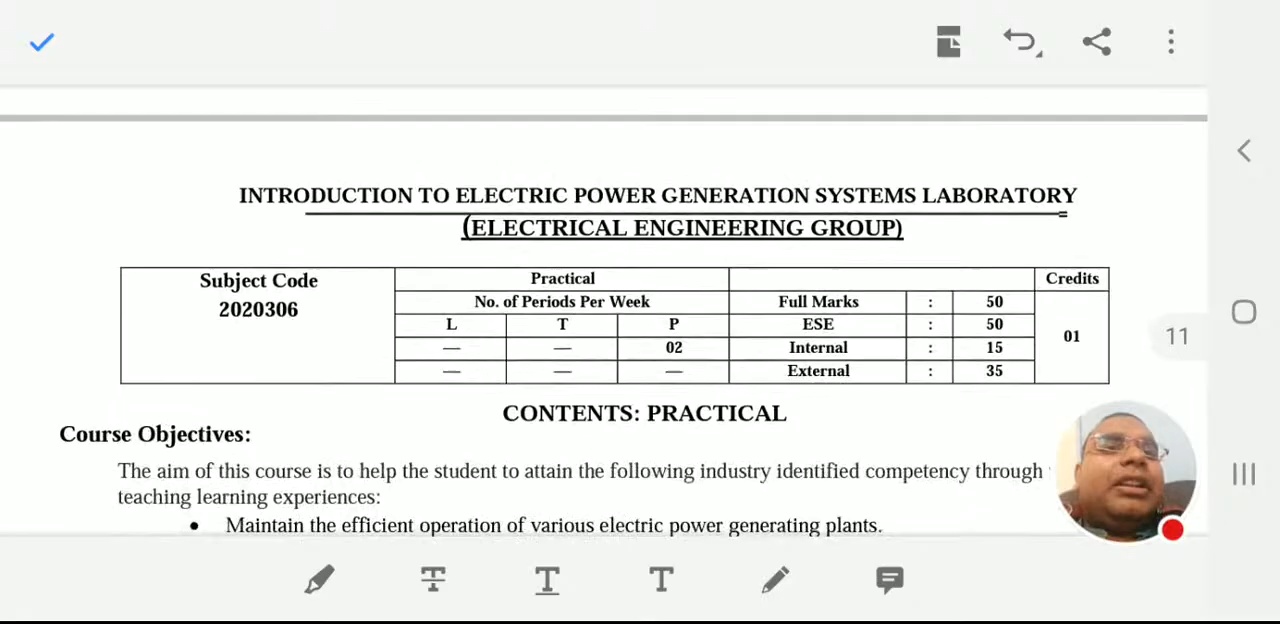 INTRODUCTION TO ELECTRIC POWER GENERATION SYSTEMS LABORATORY
(ELECTRICAL ENGINEERING GROUP)
Subject Code
2020306
Practical
Credits
No. of Periods Per Week
Full Marks : 50
L T P
ESE : 50
01
— — 02
Internal : 15
— — —
External : 35
11
CONTENTS: PRACTICAL
Course Objectives:
The aim of this course is to help the student to attain the following industry identified competency through
teaching learning experiences:
• Maintain the efficient operation of various electric power generating plants.
T T T